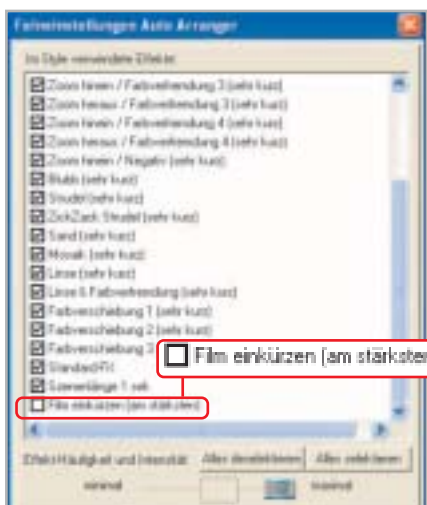 Feineinstellungen Auto Arranger
Im Style verwendete Effekte:
Zoom hinein / Farbverfremdung 3 (sehr kurz)
Zoom heraus / Farbverfremdung 3 (sehr kurz)
Zoom hinein / Farbverfremdung 4 (sehr kurz)
Zoom heraus / Farbverfremdung 4 (sehr kurz)
Zoom hinein / Negativ (sehr kurz)
(sehr kurz)
Strudel (sehr kurz)
ZickZack Strudel (sehr kurz)
Sand (sehr kurz)
Mosaik (sehr kurz)
Linse (sehr kurz)
Linse & Farbverfremdung (sehr kurz)
Farbverschiebung 1 (sehr kurz)
Farbverschiebung 2 (sehr kurz)
Farbverschiebung 3
Film einkürzen (am stärksten
StandardFX
Szenenlänge 1 sek
Film einkürzen (am stärksten)
Effekt-Häufigkeit und Intensität: Alles deselektieren Alles selektieren
minimal maximal